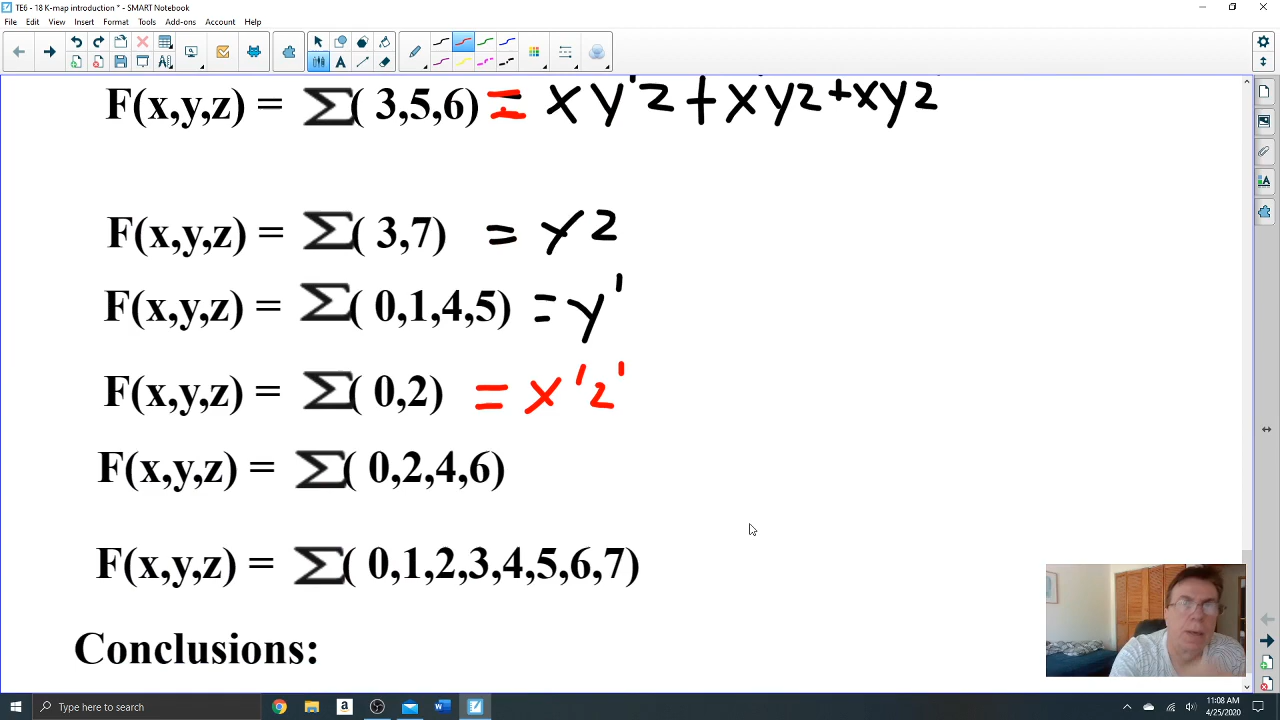 TE6 - 18 K-map introduction * - SMART Notebook
File Edit View Insert Format Tools Add-ons Account Help
F(x,y,z) = ∑( 3,5,6) = xy'z + x'yz + xyz'
F(x,y,z) = ∑( 3,7) = yz
F(x,y,z) = ∑( 0,1,4,5) = y'
F(x,y,z) = ∑( 0,2) = x'z'
F(x,y,z) = ∑( 0,2,4,6)
F(x,y,z) = ∑( 0,1,2,3,4,5,6,7)
Conclusions:
Type here to search
11:08 AM
4/25/2020